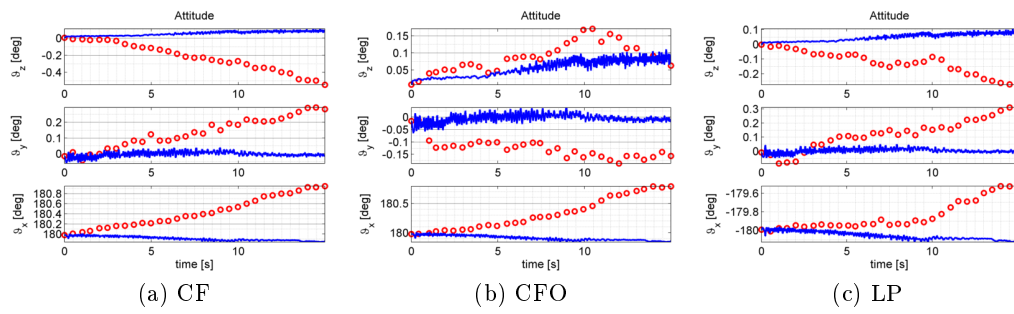 Attitude
ϑz [deg]
0
-0.2
-0.4
0 5 10
ϑy [deg]
0.2
0.1
0
0 5 10
ϑx [deg]
180.8
180.6
180.4
180.2
180
0 5 10
time [s]
(a) CF
Attitude
ϑz [deg]
0.15
0.1
0.05
0 5 10
ϑy [deg]
0
-0.05
-0.1
-0.15
0 5 10
ϑx [deg]
180.5
180
0 5 10
time [s]
(b) CFO
Attitude
ϑz [deg]
0.1
0
-0.1
-0.2
0 5 10
ϑy [deg]
0.3
0.2
0.1
0
0 5 10
ϑx [deg]
-179.6
-179.8
-180
0 5 10
time [s]
(c) LP